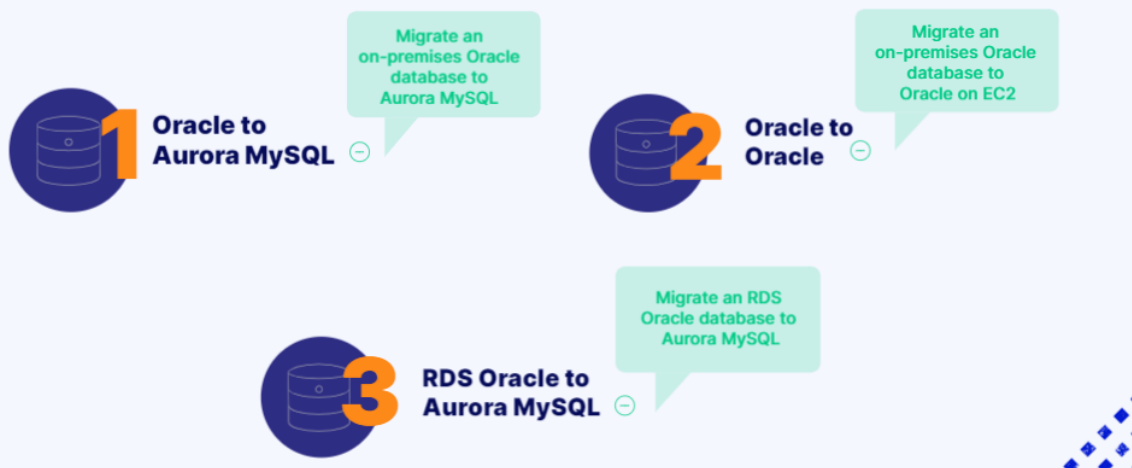 Migrate an
on-premises Oracle
database to
Aurora MySQL
1
Oracle to
Aurora MySQL
Migrate an
on-premises Oracle
database to
Oracle on EC2
2
Oracle to
Oracle
Migrate an RDS
Oracle database to
Aurora MySQL
3
RDS Oracle to
Aurora MySQL